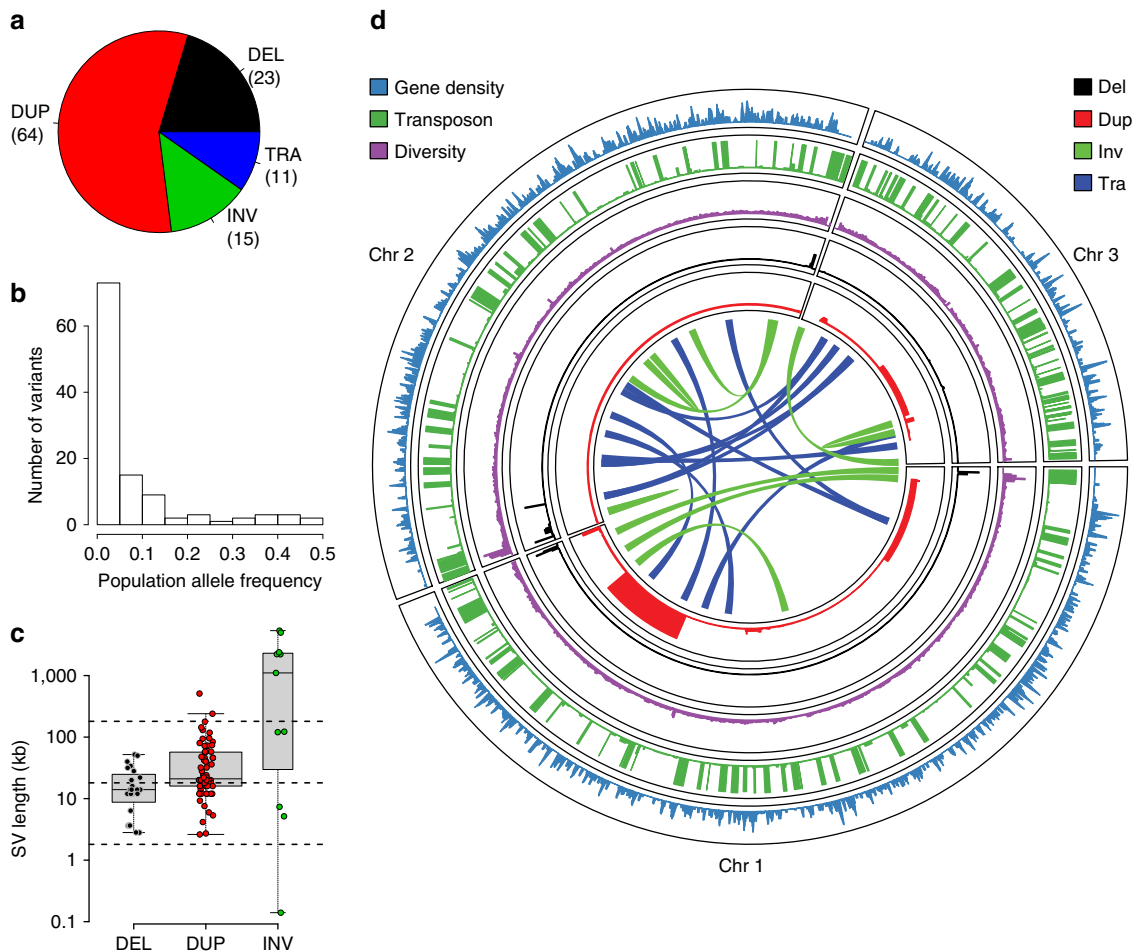 a
DEL
(23)
DUP
(64)
TRA
(11)
INV
(15)
b
60
40
20
0
Number of variants
0.0
0.1
0.2
0.3
0.4
0.5
Population allele frequency
c
1,000
100
10
1
0.1
SV length (kb)
DEL
DUP
INV
d
Gene density
Transposon
Diversity
Del
Dup
Inv
Tra
Chr 2
Chr 3
Chr 1